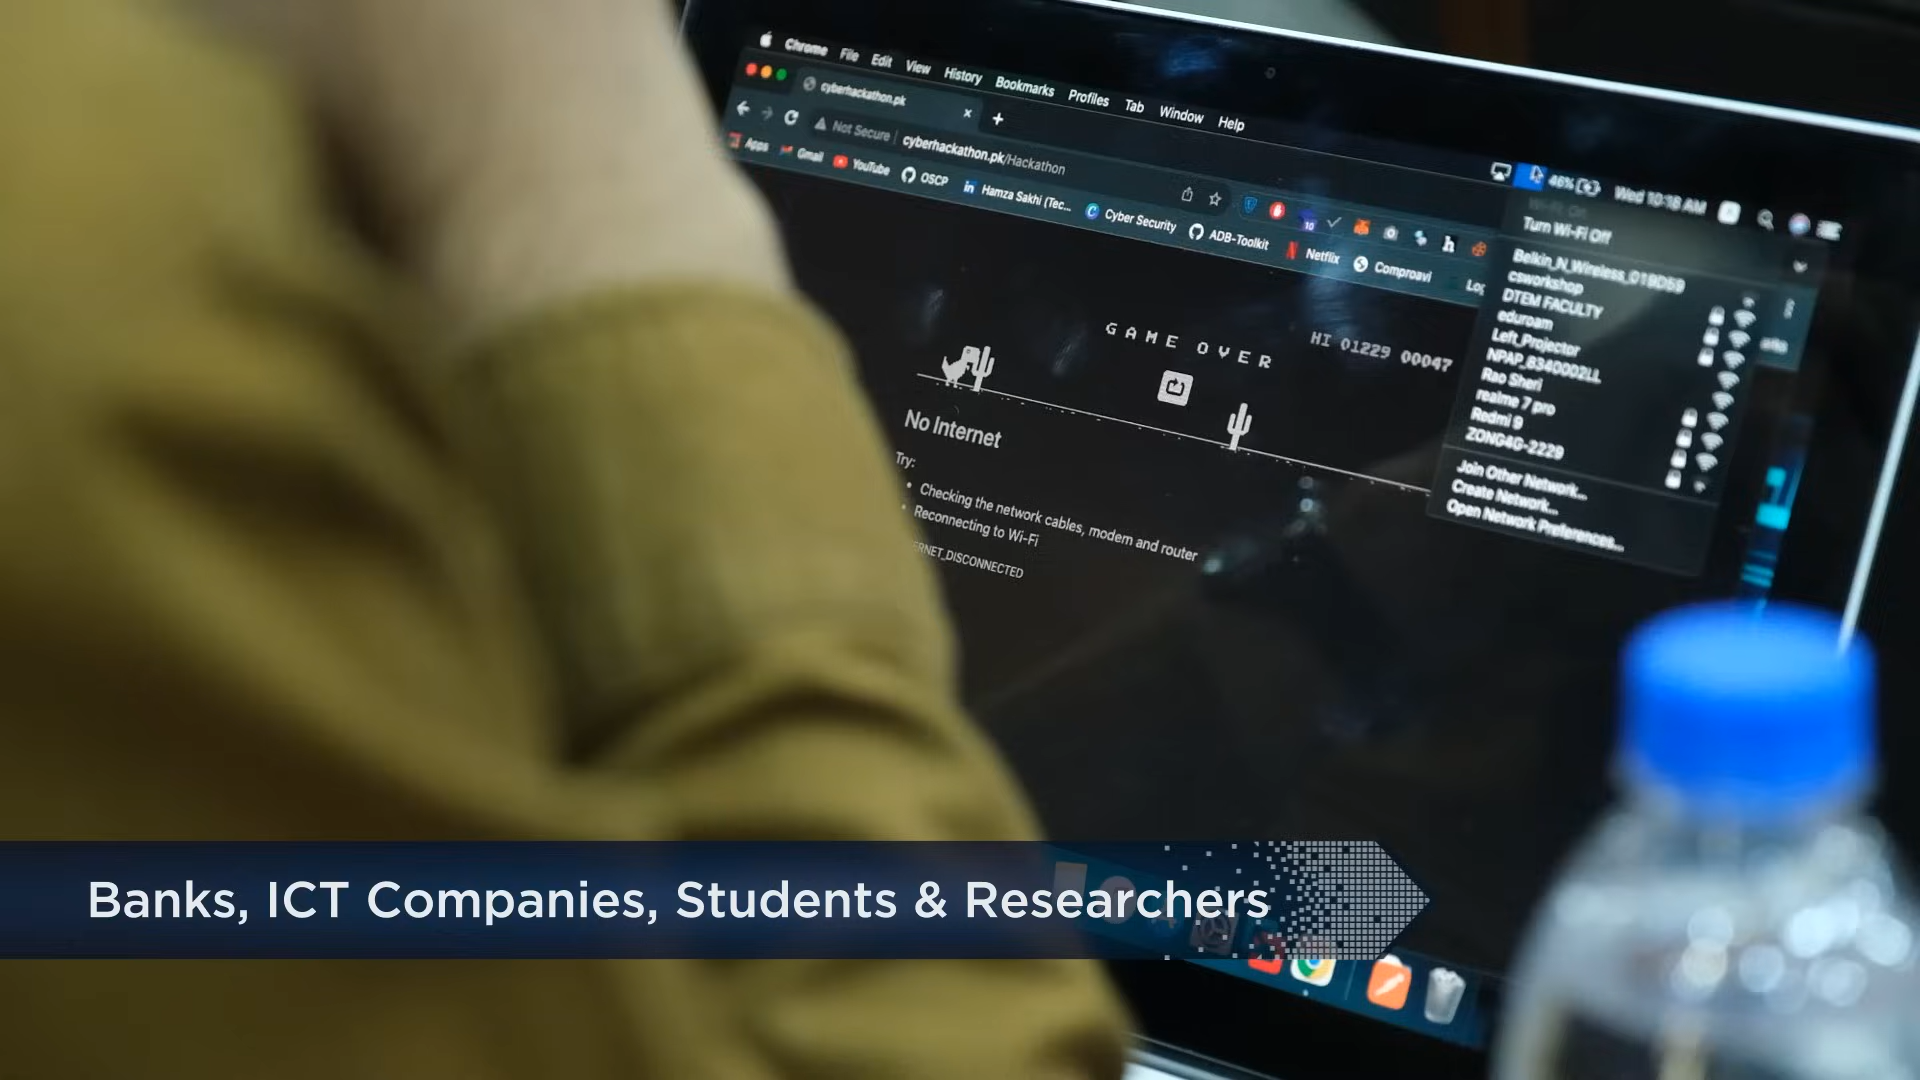 Chrome File Edit View History Bookmarks Profiles Tab Window Help
46% Wed 10:18 AM
cyberhackathon.pk
Not Secure | cyberhackathon.pk/Hackathon
Apps Gmail YouTube OSCP Hamza Sakhi (Tec... Cyber Security ADB-Toolkit Netflix Comproavi
Turn Wi-Fi Off
Belkin_N_Wireless_019D59
csworkshop
DTEM FACULTY
eduroam
Left_Projector
NPAP_6340002LL
Rao Sheri
realme 7 pro
Redmi 9
ZONG4G-2229
Join Other Network...
Create Network...
Open Network Preferences...
GAME OVER
HI 01229 00047
No Internet
Try:
• Checking the network cables, modem and router
• Reconnecting to Wi-Fi
ERNET_DISCONNECTED
Banks, ICT Companies, Students & Researchers